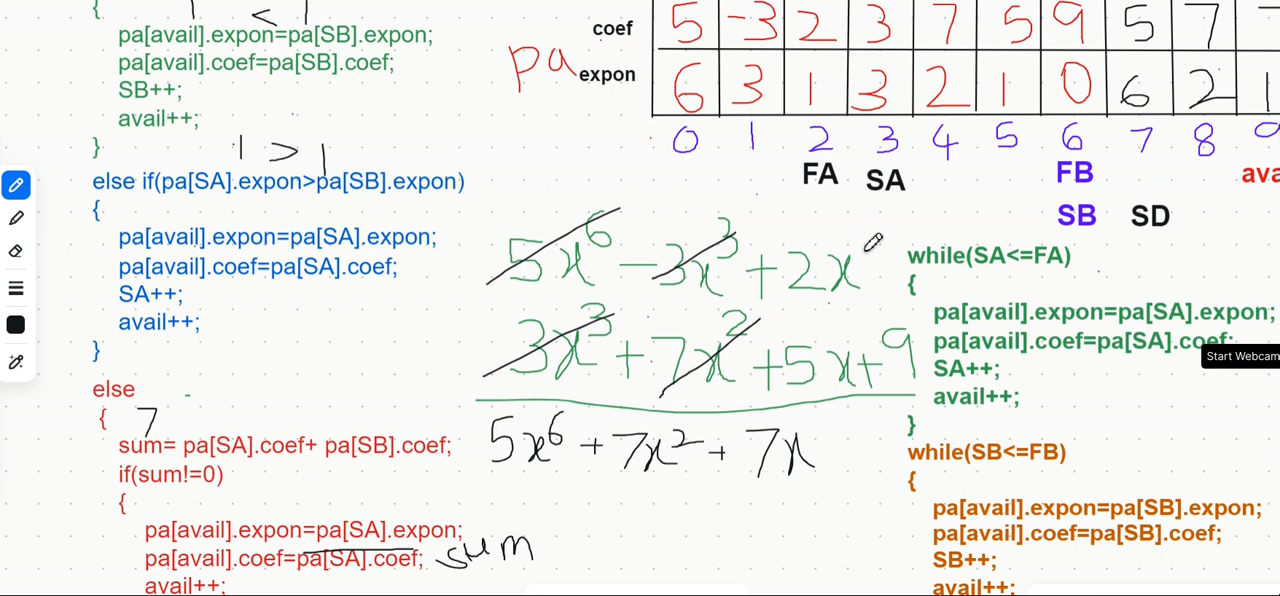 {
1 < 1
pa[avail].expon=pa[SB].expon;
pa[avail].coef=pa[SB].coef;
SB++;
avail++;
}
1 > 1
else if(pa[SA].expon>pa[SB].expon)
{
pa[avail].expon=pa[SA].expon;
pa[avail].coef=pa[SA].coef;
SA++;
avail++;
}
else
{ 7
sum= pa[SA].coef+ pa[SB].coef;
if(sum!=0)
{
pa[avail].expon=pa[SA].expon;
pa[avail].coef=pa[SA].coef; sum
avail++;
pa
coef 5 -3 2 3 7 5 9 5 7
expon 6 3 1 3 2 1 0 6 2 1
0 1 2 3 4 5 6 7 8 9
FA SA FB ava
SB SD
5x⁶ -3x³ +2x
3x³ +7x² +5x+9
5x⁶ +7x² + 7x
while(SA<=FA)
{
pa[avail].expon=pa[SA].expon;
pa[avail].coef=pa[SA].coef;
SA++;
avail++;
}
while(SB<=FB)
{
pa[avail].expon=pa[SB].expon;
pa[avail].coef=pa[SB].coef;
SB++;
avail++;
Start Webcam